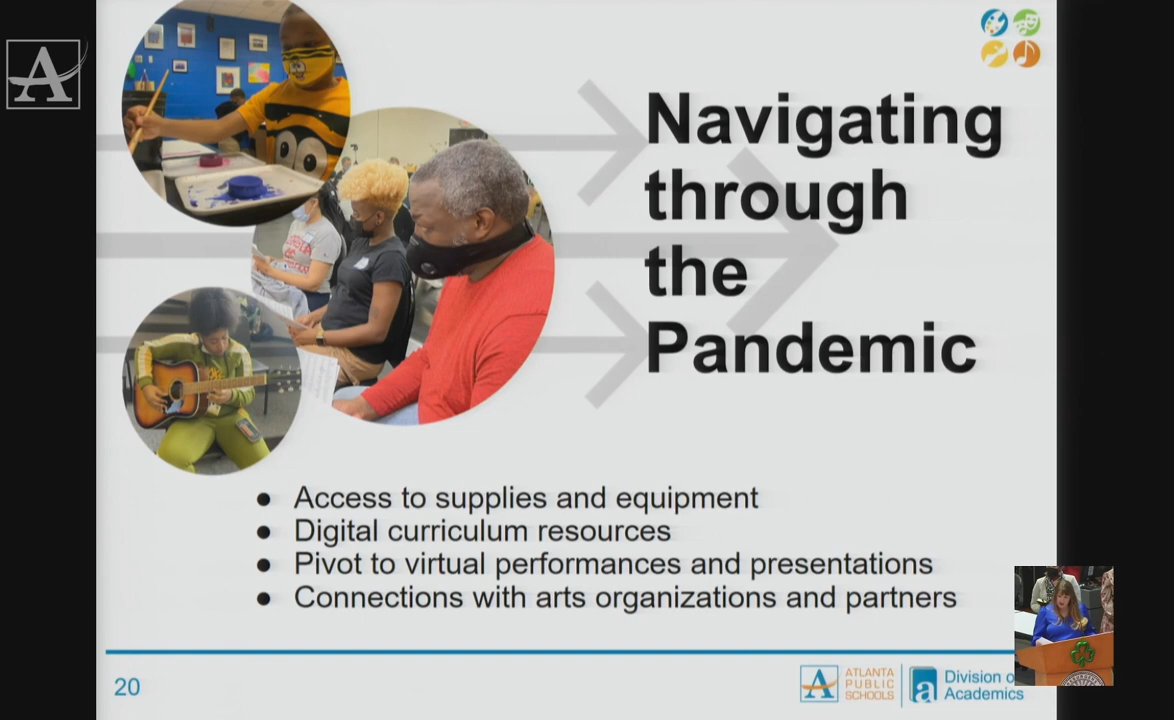 A
Navigating
through
the
Pandemic
● Access to supplies and equipment
● Digital curriculum resources
● Pivot to virtual performances and presentations
● Connections with arts organizations and partners
20
A
ATLANTA
PUBLIC
SCHOOLS
a
Division
Academics